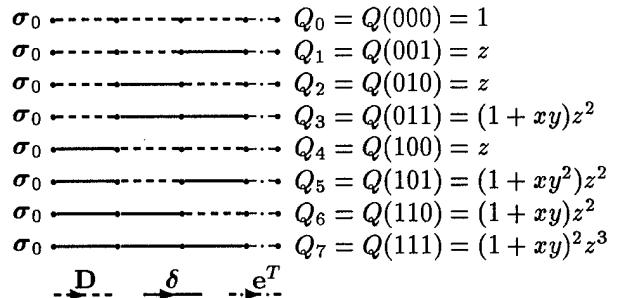 σ₀ Q₀ = Q(000) = 1
σ₀ Q₁ = Q(001) = z
σ₀ Q₂ = Q(010) = z
σ₀ Q₃ = Q(011) = (1 + xy)z²
σ₀ Q₄ = Q(100) = z
σ₀ Q₅ = Q(101) = (1 + xy²)z²
σ₀ Q₆ = Q(110) = (1 + xy)z²
σ₀ Q₇ = Q(111) = (1 + xy)²z³
D δ eᵀ